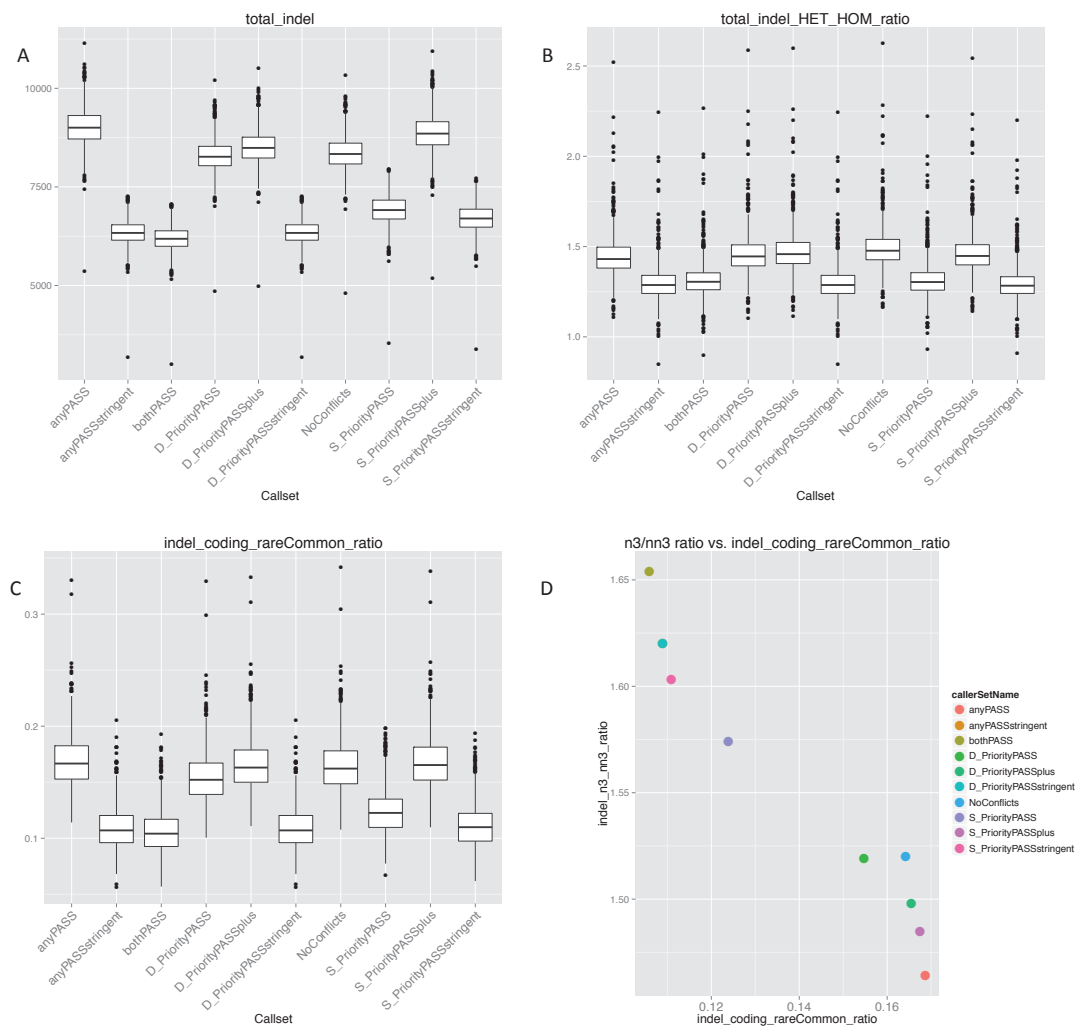 total_indel
A
10000
7500
5000
anyPASS
anyPASSstringent
bothPASS
D_PriorityPASS
D_PriorityPASSplus
D_PriorityPASSstringent
NoConflicts
S_PriorityPASS
S_PriorityPASSplus
S_PriorityPASSstringent
Callset
total_indel_HET_HOM_ratio
B
2.5
2.0
1.5
1.0
anyPASS
anyPASSstringent
bothPASS
D_PriorityPASS
D_PriorityPASSplus
D_PriorityPASSstringent
NoConflicts
S_PriorityPASS
S_PriorityPASSplus
S_PriorityPASSstringent
Callset
indel_coding_rareCommon_ratio
C
0.3
0.2
0.1
anyPASS
anyPASSstringent
bothPASS
D_PriorityPASS
D_PriorityPASSplus
D_PriorityPASSstringent
NoConflicts
S_PriorityPASS
S_PriorityPASSplus
S_PriorityPASSstringent
Callset
n3/nn3 ratio vs. indel_coding_rareCommon_ratio
D
1.65
1.60
1.55
1.50
indel_n3_nn3_ratio
0.12
0.14
0.16
indel_coding_rareCommon_ratio
callerSetName
anyPASS
anyPASSstringent
bothPASS
D_PriorityPASS
D_PriorityPASSplus
D_PriorityPASSstringent
NoConflicts
S_PriorityPASS
S_PriorityPASSplus
S_PriorityPASSstringent